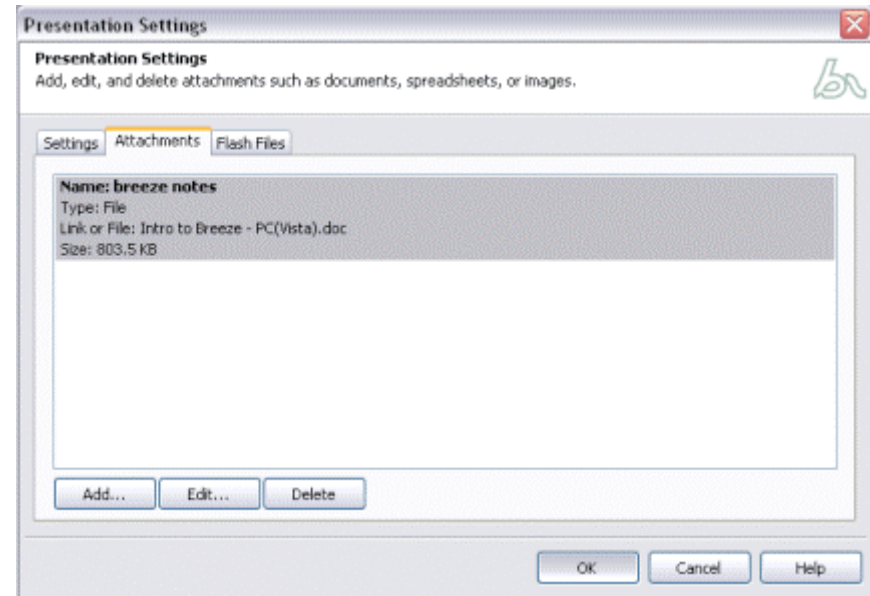 Presentation Settings
Presentation Settings
Add, edit, and delete attachments such as documents, spreadsheets, or images.
br
Settings Attachments Flash Files
Name: breeze notes
Type: File
Link or File: Intro to Breeze - PC(Vista).doc
Size: 803.5 KB
Add... Edit... Delete
OK Cancel Help